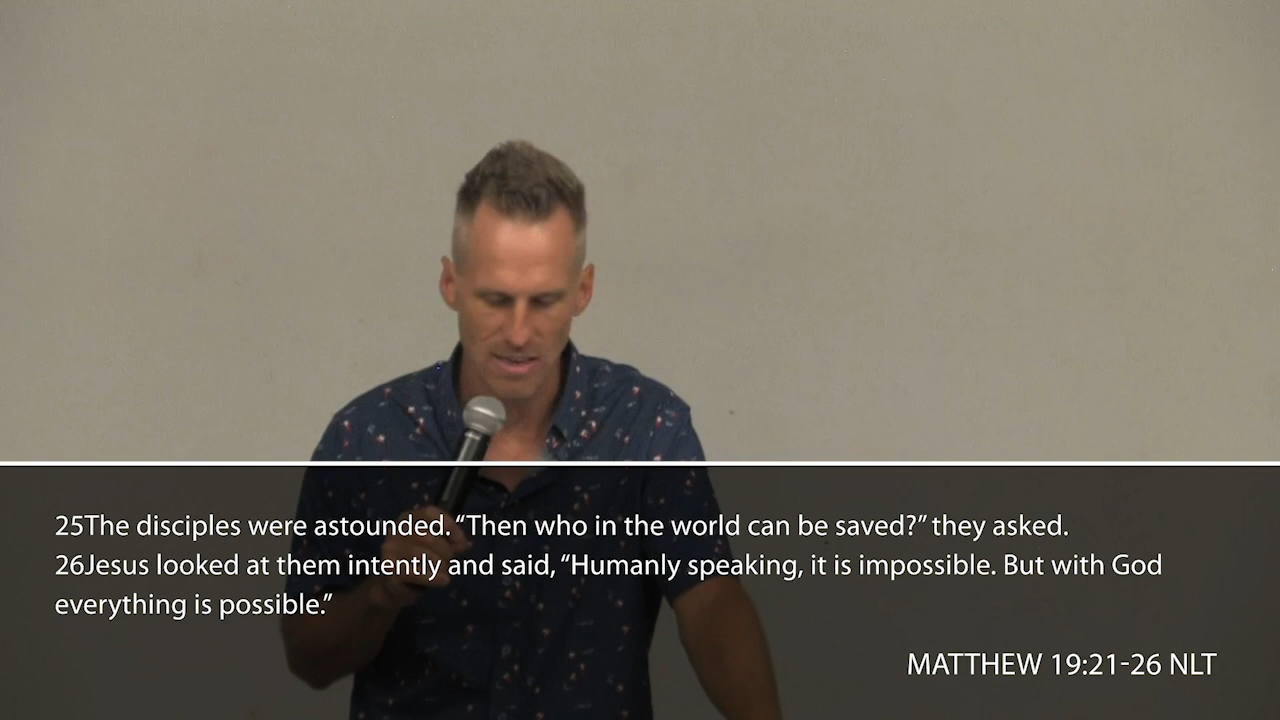 25The disciples were astounded. “Then who in the world can be saved?” they asked.
26Jesus looked at them intently and said, “Humanly speaking, it is impossible. But with God
everything is possible.”
MATTHEW 19:21-26 NLT